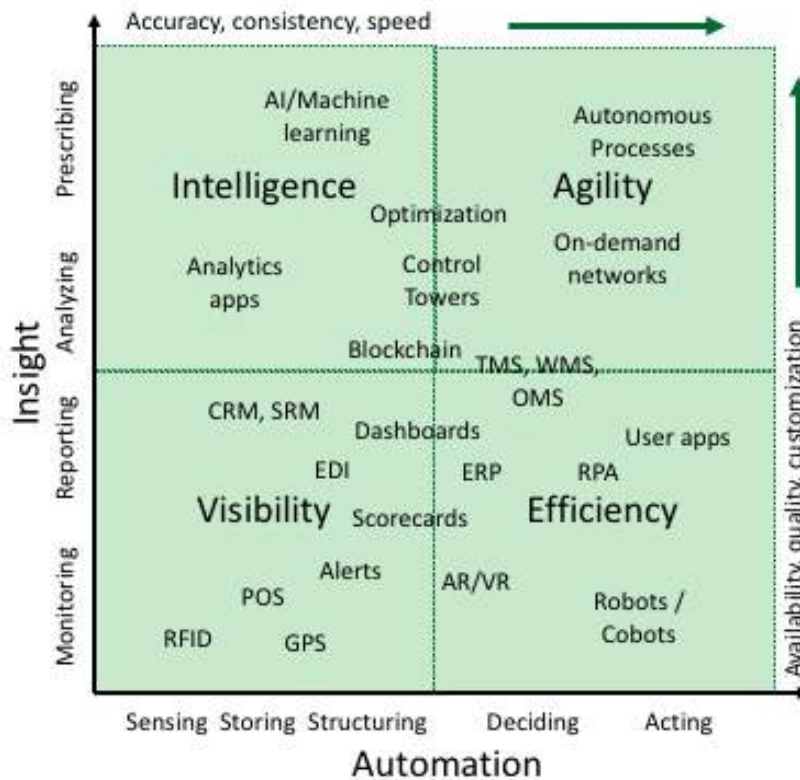 Accuracy, consistency, speed
Prescribing
Analyzing
Reporting
Monitoring
Insight
AI/Machine
learning
Intelligence
Optimization
Analytics
apps
Control
Towers
Blockchain
Autonomous
Processes
Agility
On-demand
networks
TMS, WMS,
OMS
CRM, SRM
Dashboards
EDI
Visibility
Scorecards
Alerts
POS
RFID
GPS
User apps
ERP
RPA
Efficiency
AR/VR
Robots /
Cobots
Availability, quality, customization
Sensing
Storing
Structuring
Deciding
Acting
Automation